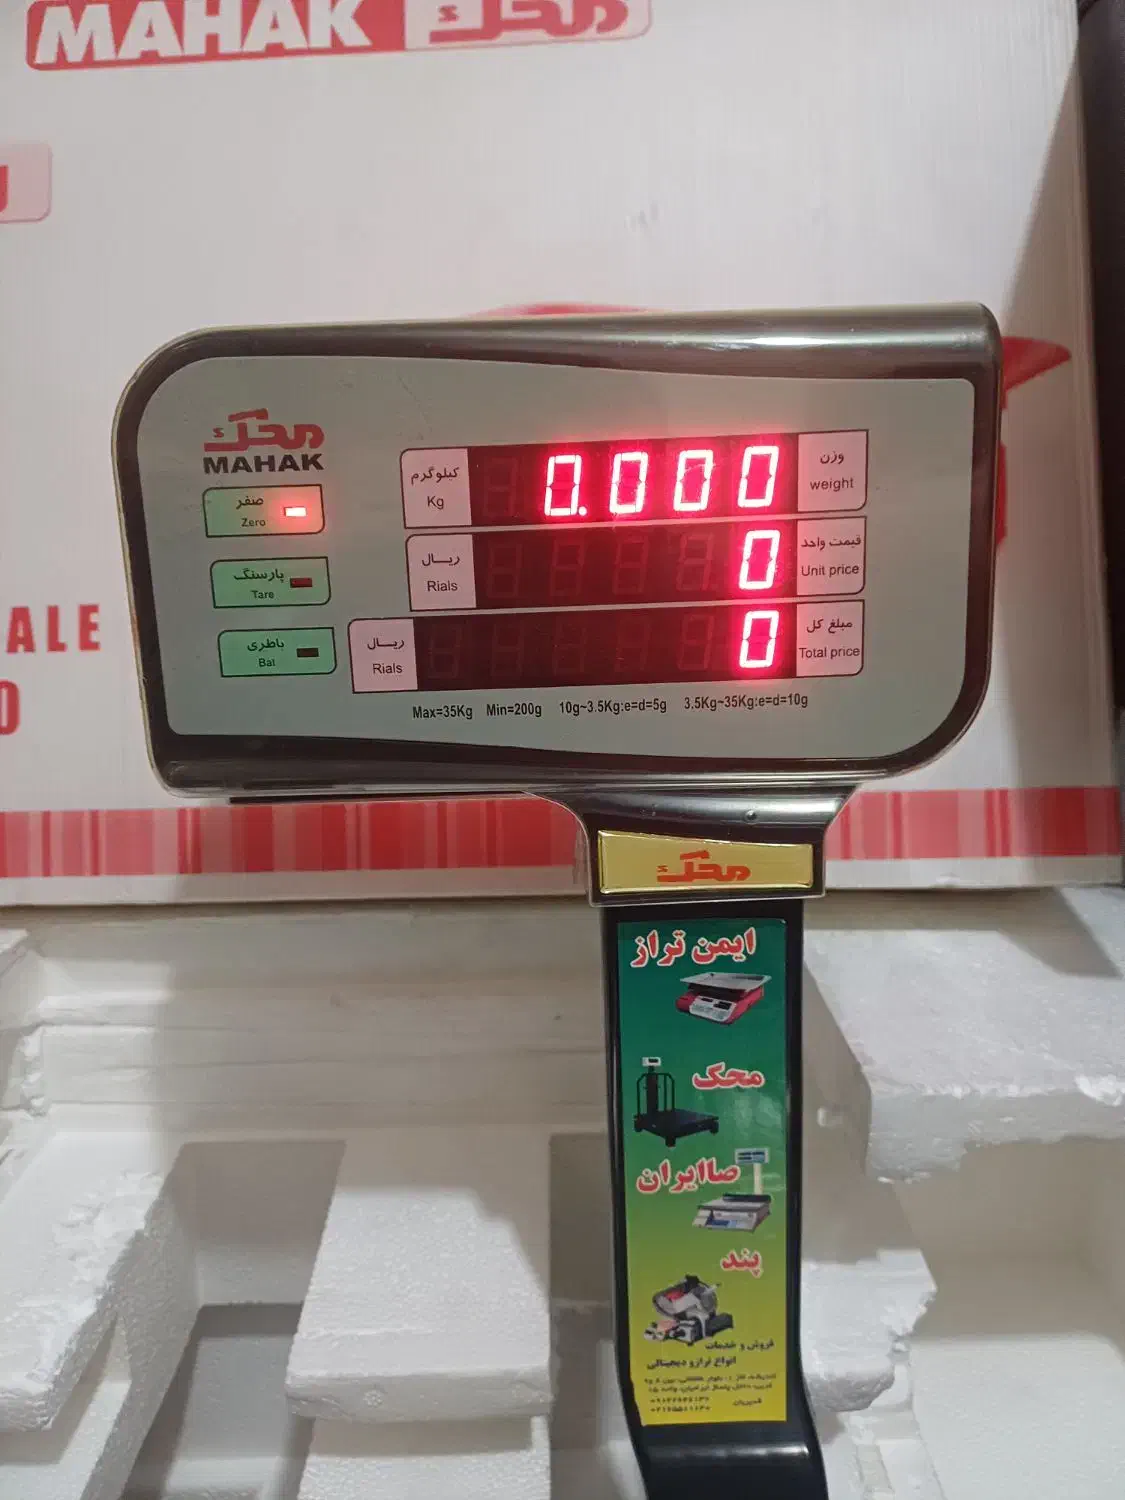 MAHAK محک
ALE
0
محک
MAHAK
صفر
Zero
پارسنگ
Tare
باطری
Bat
کیلوگرم
Kg
0.000
وزن
weight
ریال
Rials
0
قیمت واحد
Unit price
ریال
Rials
0
مبلغ کل
Total price
Max=35Kg Min=200g 10g~3.5Kg:e=d=5g 3.5Kg~35Kg:e=d=10g
محک
ایمن تراز
محک
صاایران
پند
فروش و خدمات
انواع ترازو دیجیتالی